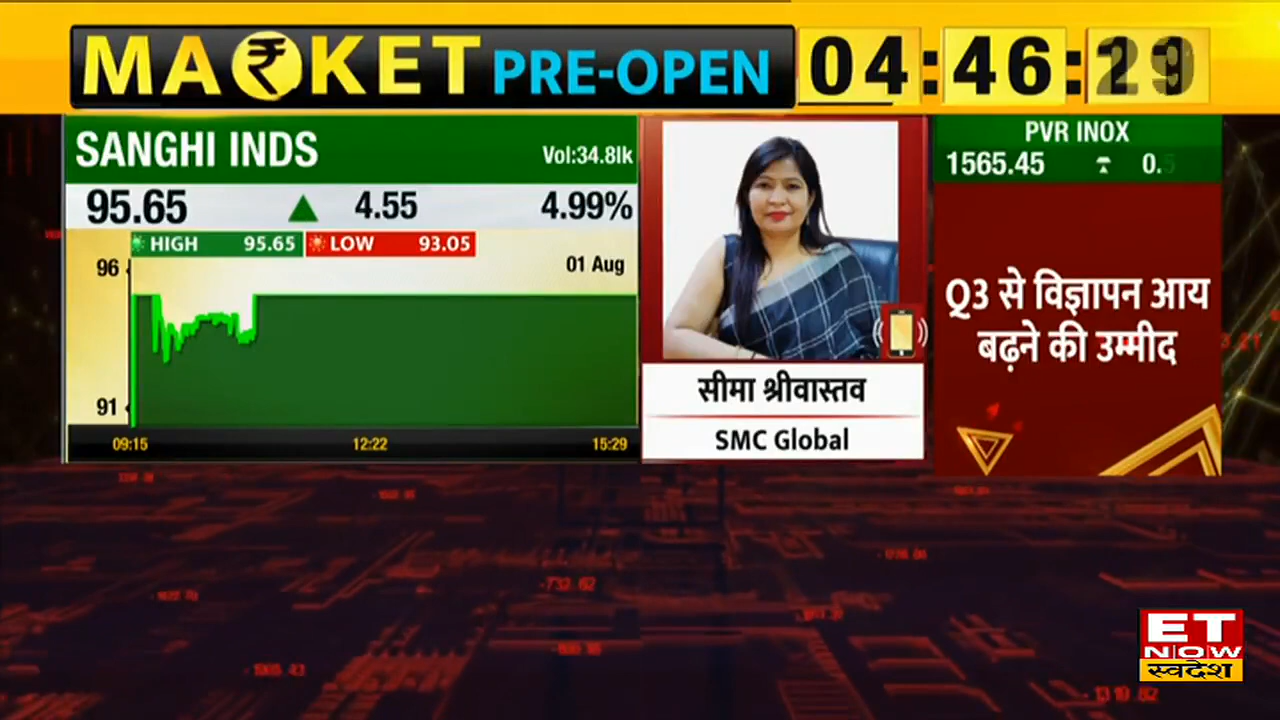 MA₹KET PRE-OPEN
04:46:29
SANGHI INDS
Vol:34.8lk
95.65 ▲ 4.55 4.99%
HIGH 95.65 LOW 93.05
01 Aug
96
91
09:15 12:22 15:29
सीमा श्रीवास्तव
SMC Global
PVR INOX
1565.45 0.5
Q3 से विज्ञापन आय
बढ़ने की उम्मीद
ET
NOW
स्वदेश